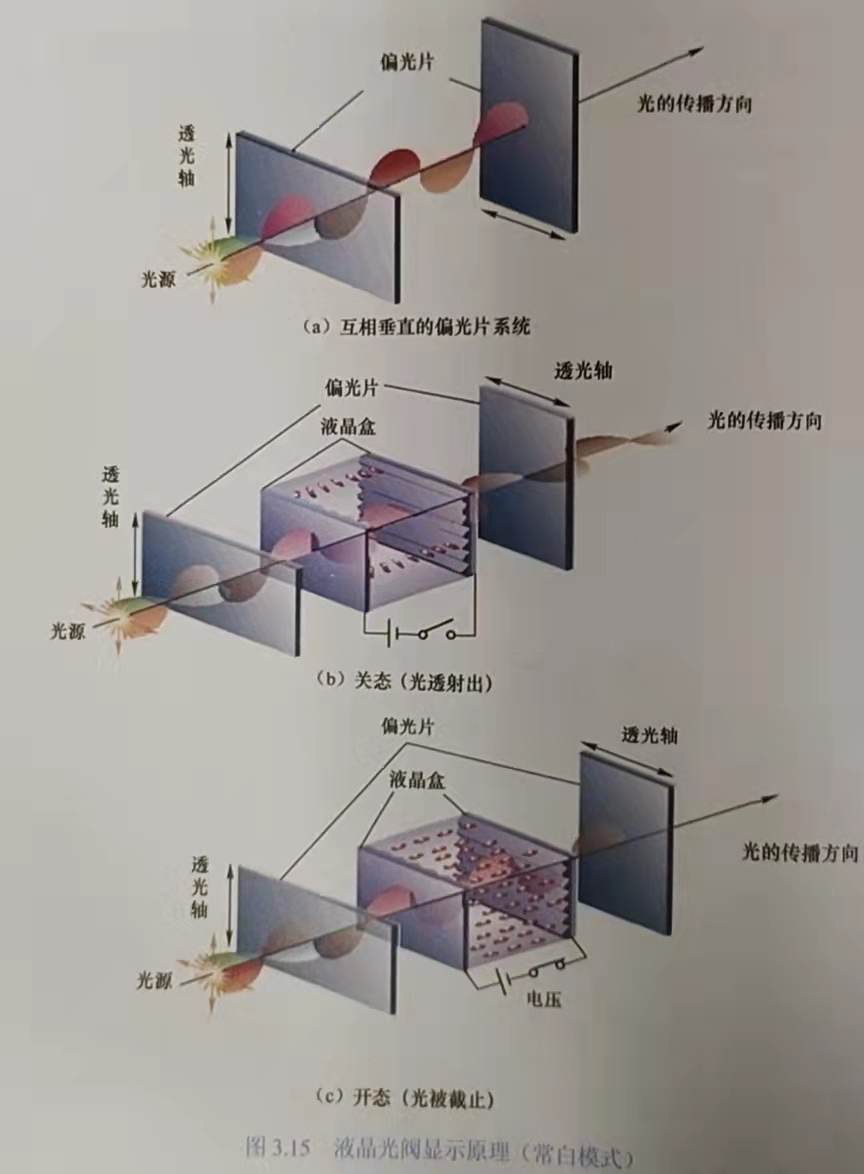 偏光片
光的传播方向
透光轴
光源
（a）互相垂直的偏光片系统
透光轴
偏光片
光的传播方向
液晶盒
透光轴
光源
（b）关态（光透射出）
偏光片
透光轴
液晶盒
光的传播方向
透光轴
光源
电压
（c）开态（光被截止）
图3.15 液晶光阀显示原理（常白模式）